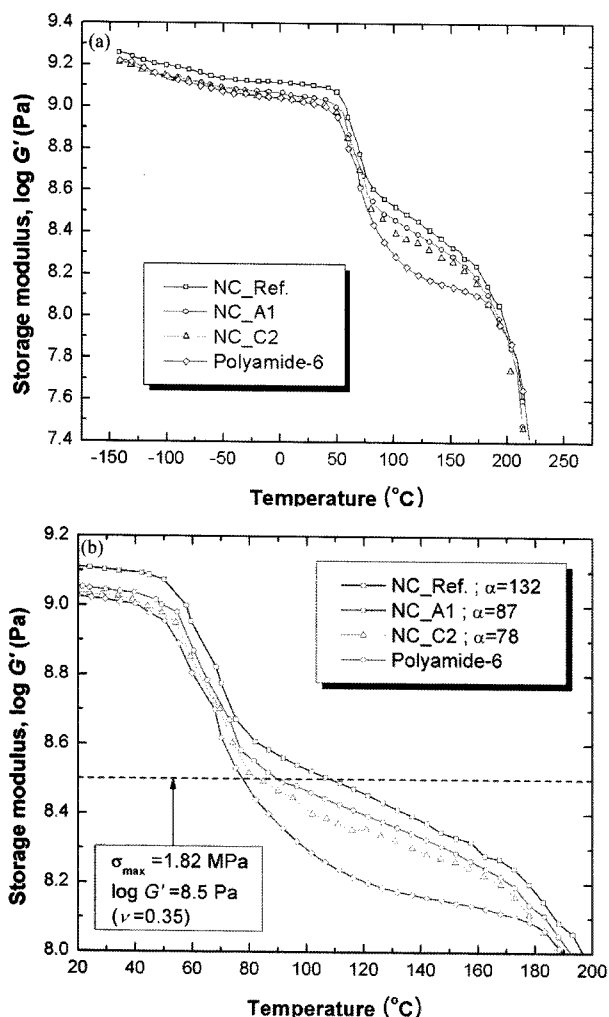 (a)
9.4
9.2
9.0
8.8
8.6
8.4
8.2
8.0
7.8
7.6
7.4
Storage modulus, log G' (Pa)
NC_Ref.
NC_A1
NC_C2
Polyamide-6
-150 -100 -50 0 50 100 150 200 250
Temperature (°C)
(b)
9.2
9.0
8.8
8.6
8.4
8.2
8.0
Storage modulus, log G' (Pa)
NC_Ref. ; α=132
NC_A1 ; α=87
NC_C2 ; α=78
Polyamide-6
σmax =1.82 MPa
log G' =8.5 Pa
(ν=0.35)
20 40 60 80 100 120 140 160 180 200
Temperature (°C)